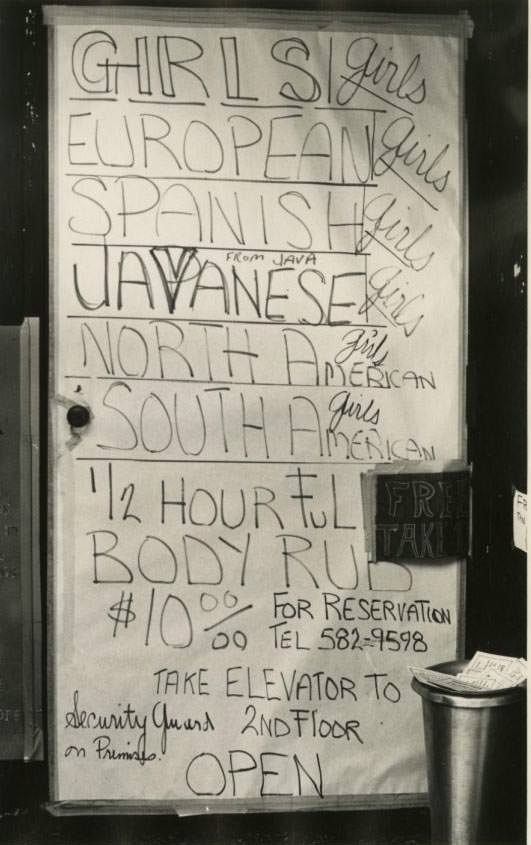 GIRLS girls
EUROPEAN girls
SPANISH girls
FROM JAVA
JAVANESE girls
NORTH AMERICAN girls
SOUTH AMERICAN girls
1/2 HOUR FUL
BODY RUB
$10 00/00 FOR RESERVATION
TEL 582-9598
TAKE ELEVATOR TO
2ND FLOOR
Security Guard
on Premises.
OPEN
FRE
TAKE